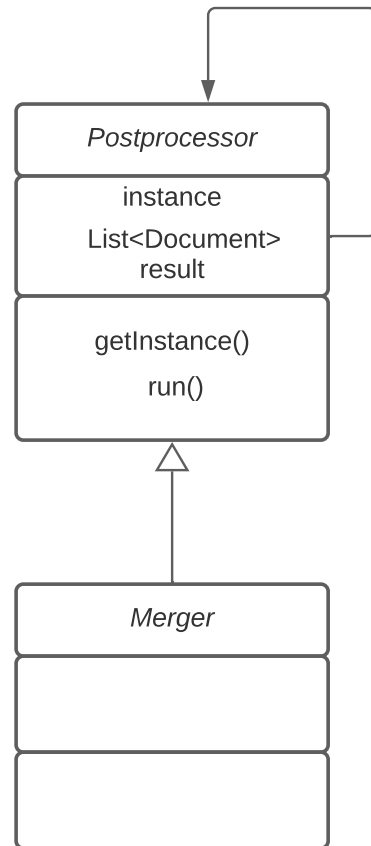 Postprocessor
instance
List<Document>
result
getInstance()
run()
Merger